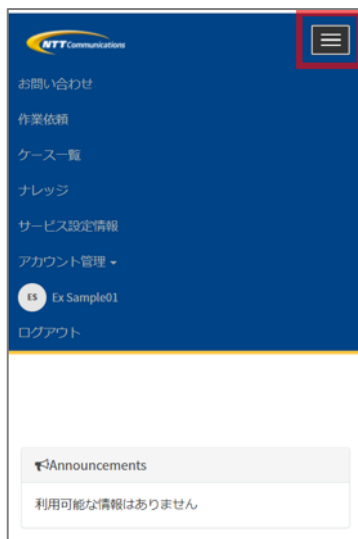 NTT Communications
お問い合わせ
作業依頼
ケース一覧
ナレッジ
サービス設定情報
アカウント管理
ES Ex Sample01
ログアウト
Announcements
利用可能な情報はありません